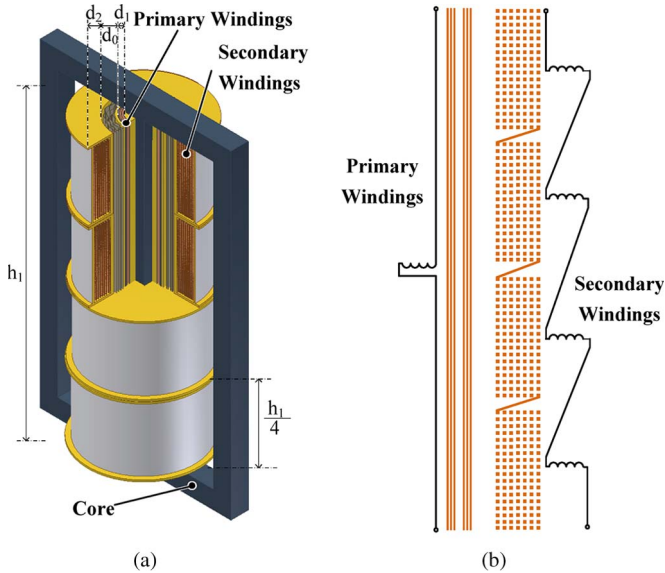 d₂
d₁
d₀
Primary Windings
Secondary
Windings
h₁
h₁
4
Core
(a)
Primary
Windings
Secondary
Windings
(b)